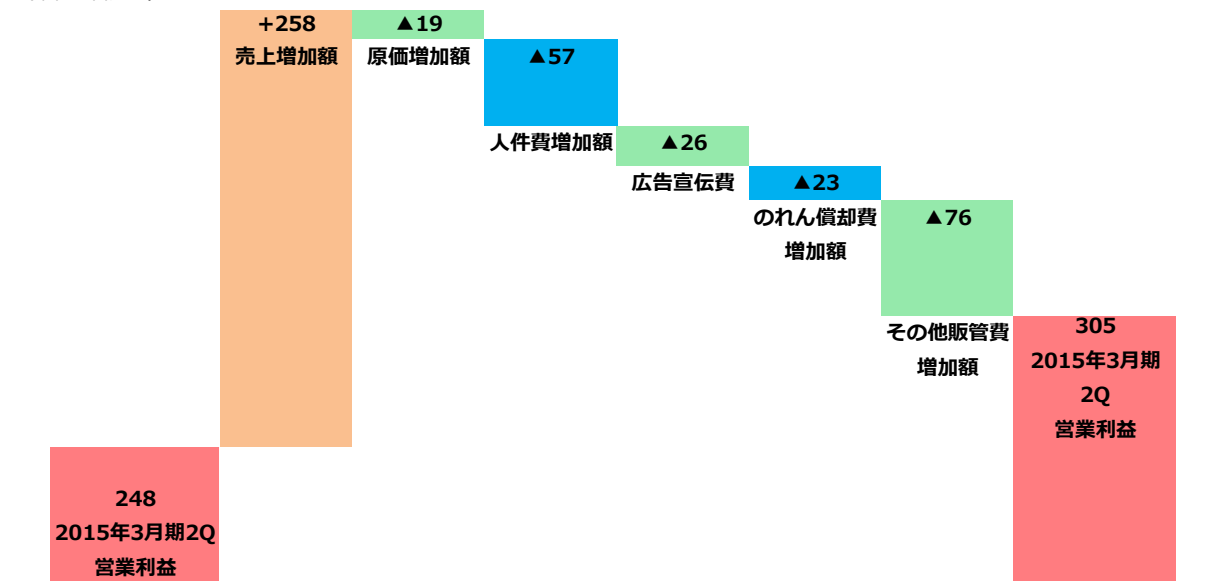 +258
売上増加額
▲19
原価増加額
▲57
人件費増加額
▲26
広告宣伝費
▲23
のれん償却費
増加額
▲76
その他販管費
増加額
305
2015年3月期
2Q
営業利益
248
2015年3月期2Q
営業利益